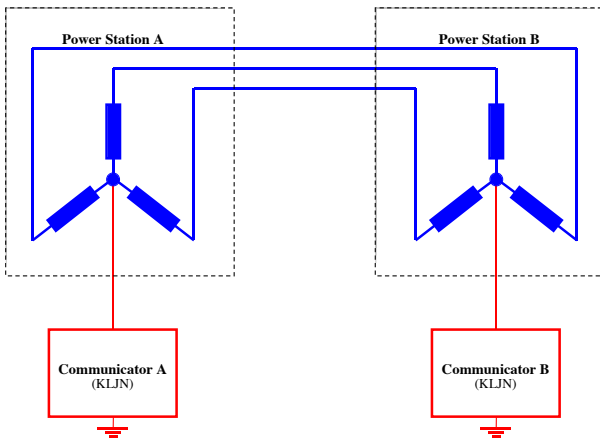 Power Station A
Power Station B
Communicator A
(KLJN)
Communicator B
(KLJN)